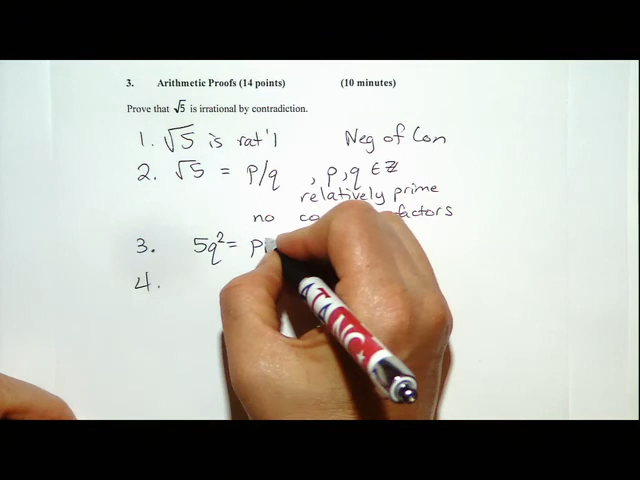 3. Arithmetic Proofs (14 points) (10 minutes)
Prove that √5 is irrational by contradiction.
1. √5 is rat'l Neg of Con
2. √5 = p/q , p,q ∈ ℤ
relatively prime
no factors
3. 5q² = p
4.